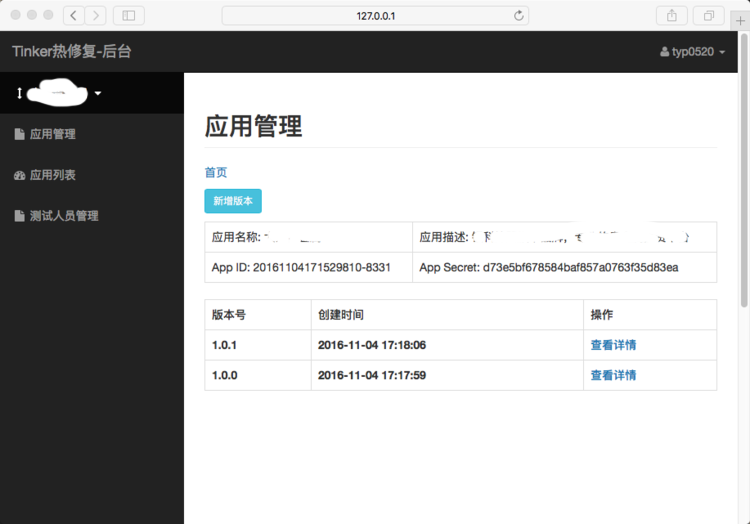 127.0.0.1
Tinker热修复-后台
typ0520
应用管理
应用列表
测试人员管理
应用管理
首页
新增版本
应用名称:
应用描述:
App ID: 20161104171529810-8331
App Secret: d73e5bf678584baf857a0763f35d83ea
版本号 创建时间 操作
1.0.1 2016-11-04 17:18:06 查看详情
1.0.0 2016-11-04 17:17:59 查看详情